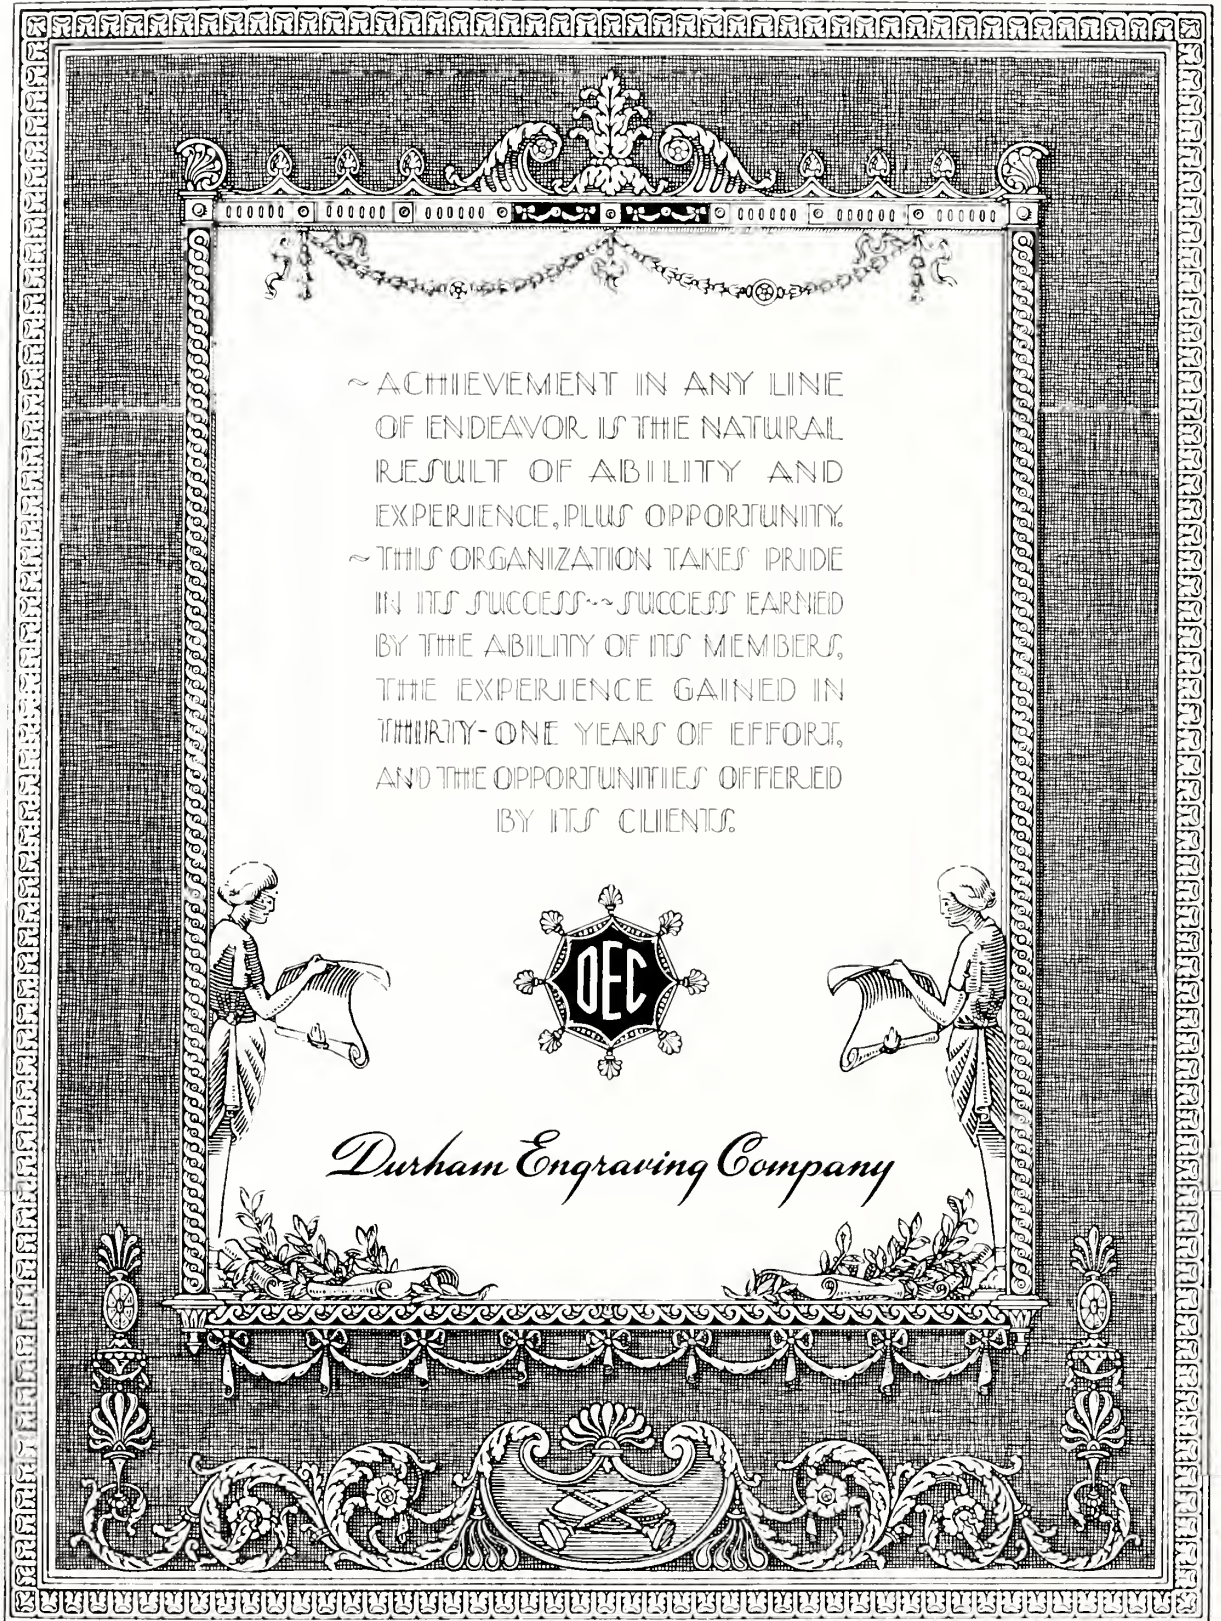 ~ ACHIEVEMENT IN ANY LINE
OF ENDEAVOR IS THE NATURAL
RESULT OF ABILITY AND
EXPERIENCE, PLUS OPPORTUNITY.
~ THIS ORGANIZATION TAKES PRIDE
IN ITS SUCCESS~~SUCCESS EARNED
BY THE ABILITY OF ITS MEMBERS,
THE EXPERIENCE GAINED IN
THIRTY-ONE YEARS OF EFFORT,
AND THE OPPORTUNITIES OFFERED
BY ITS CLIENTS.
DEC
Durham Engraving Company